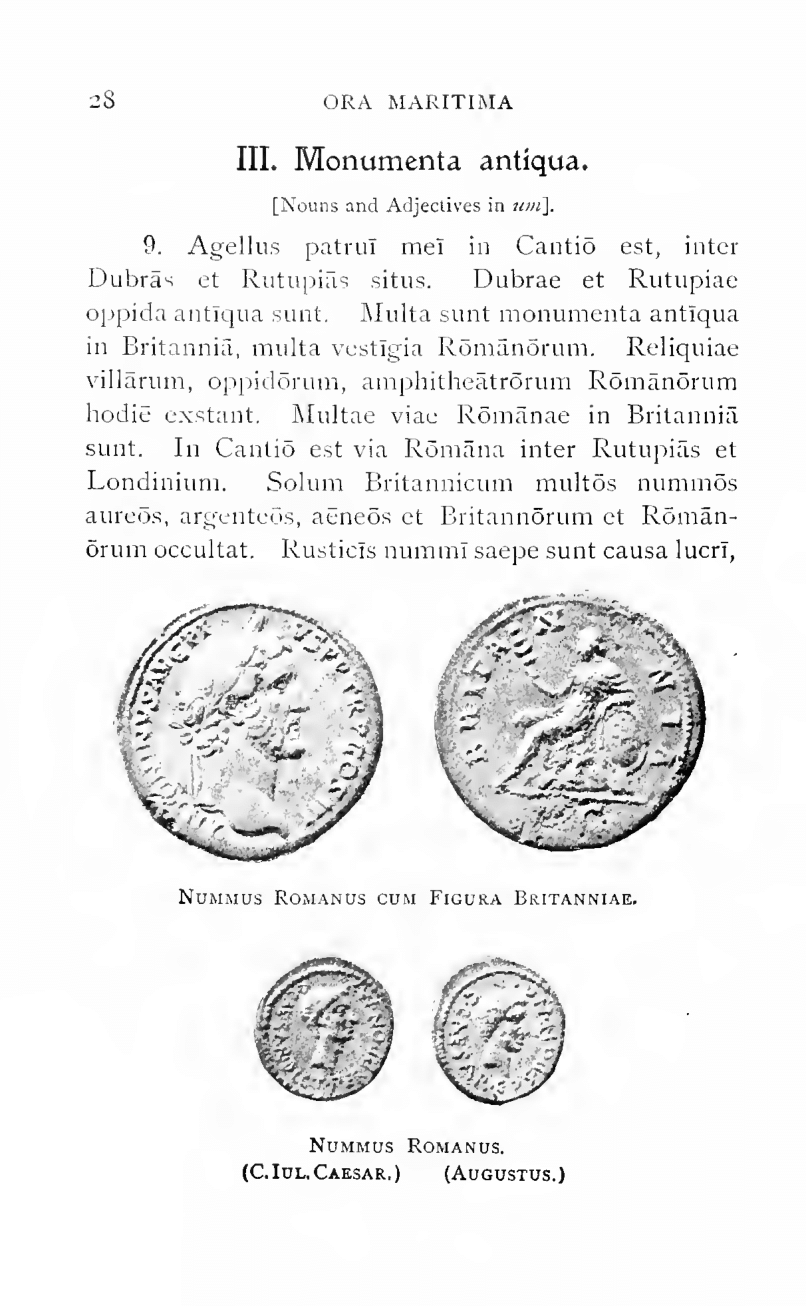 28 ORA MARITIMA
III. Monumenta antiqua.
[Nouns and Adjectives in um].
9. Agellus patruī meī in Cantiō est, inter
Dubrās et Rutupiās situs. Dubrae et Rutupiae
oppida antīqua sunt. Multa sunt monumenta antīqua
in Britanniā, multa vestīgia Rōmānōrum. Reliquiae
villārum, oppidōrum, amphitheātrōrum Rōmānōrum
hodiē exstant. Multae viae Rōmānae in Britanniā
sunt. In Cantiō est via Rōmāna inter Rutupiās et
Londinium. Solum Britannicum multōs nummōs
aureōs, argenteōs, aēneōs et Britannōrum et Rōmān-
ōrum occultat. Rusticīs nummī saepe sunt causa lucrī,
Nummus Romanus cum Figura Britanniae.
Nummus Romanus.
(C. Iul. Caesar.) (Augustus.)